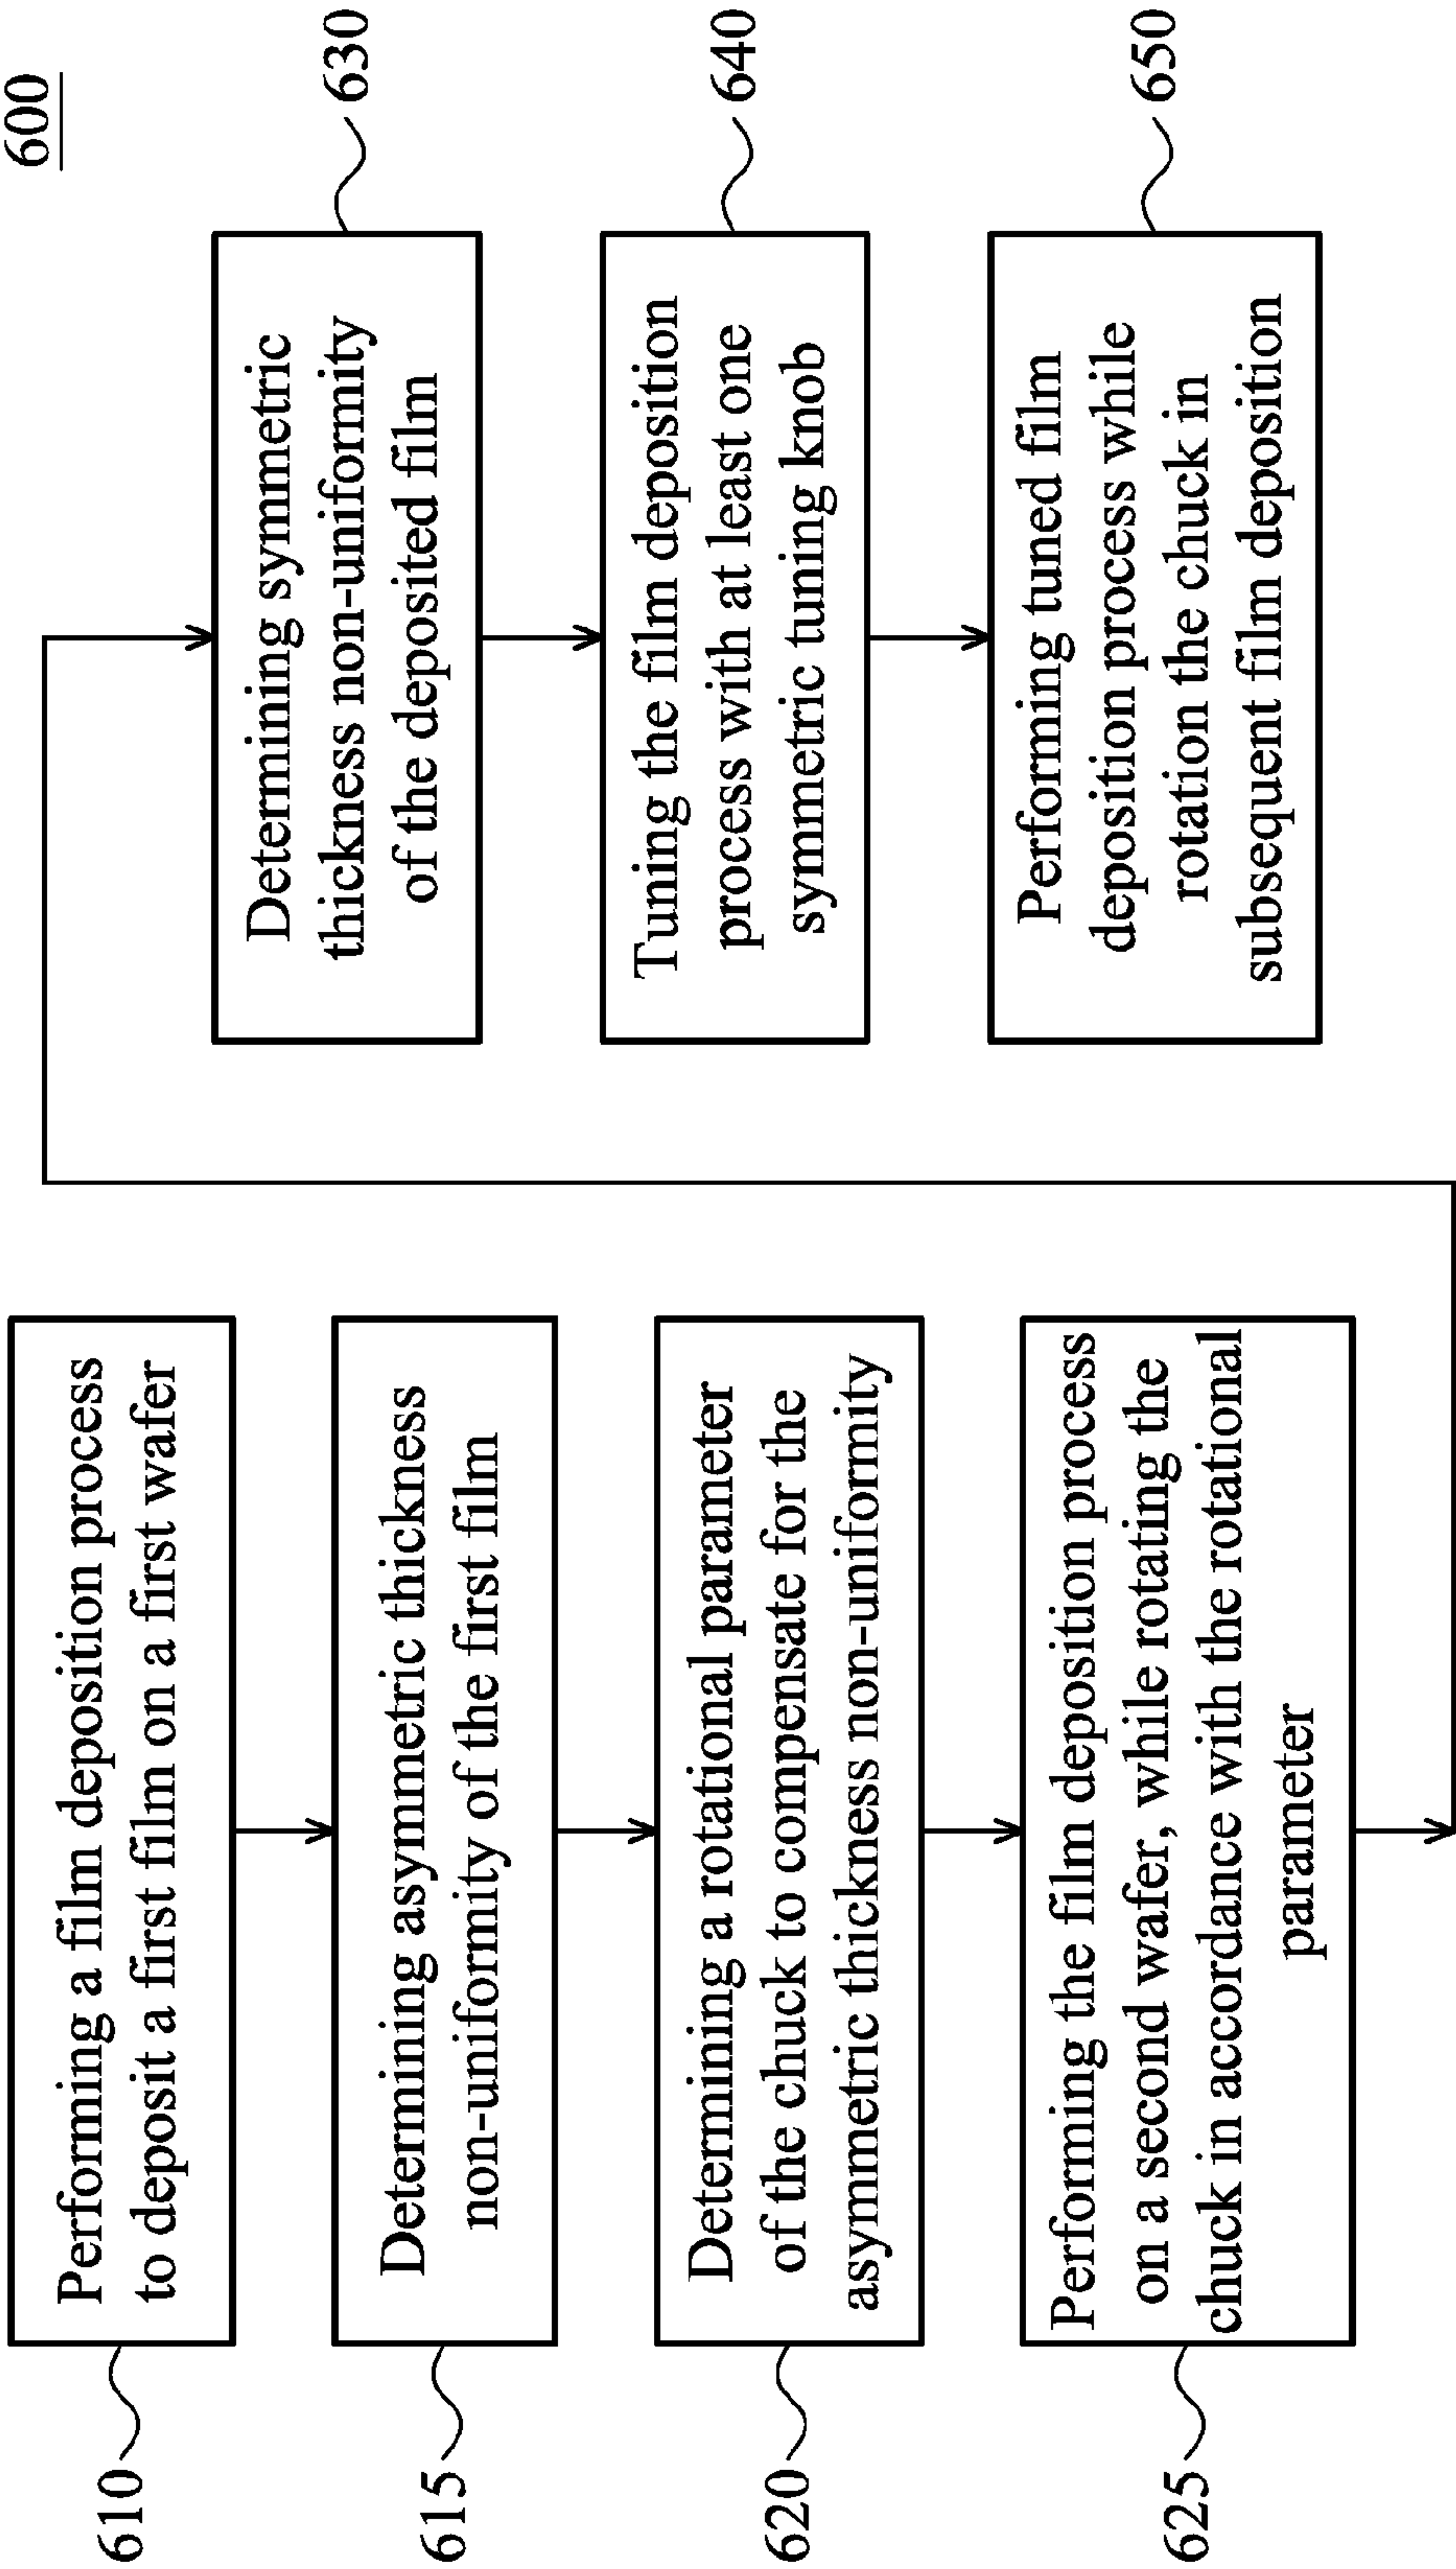 600
610
Performing a film deposition process
to deposit a first film on a first wafer
615
Determining asymmetric thickness
non-uniformity of the first film
620
Determining a rotational parameter
of the chuck to compensate for the
asymmetric thickness non-uniformity
625
Performing the film deposition process
on a second wafer, while rotating the
chuck in accordance with the rotational
parameter
Determining symmetric
thickness non-uniformity
of the deposited film
630
Tuning the film deposition
process with at least one
symmetric tuning knob
640
Performing tuned film
deposition process while
rotation the chuck in
subsequent film deposition
650